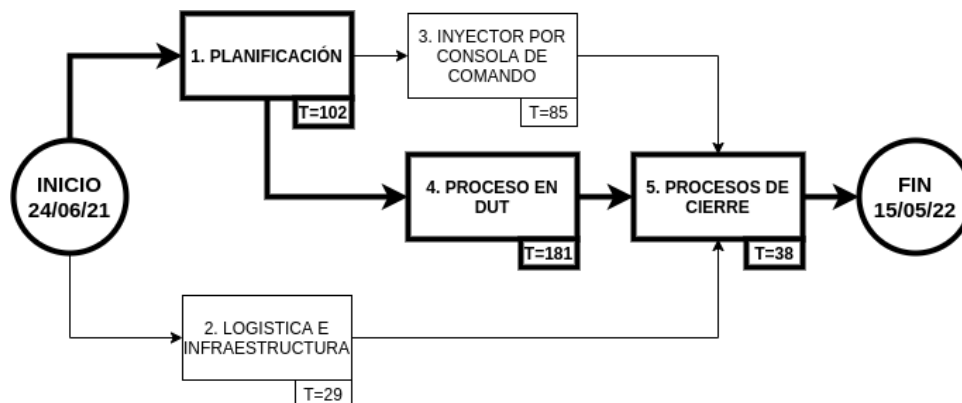 1. PLANIFICACIÓN
T=102
3. INYECTOR POR
CONSOLA DE
COMANDO
T=85
INICIO
24/06/21
4. PROCESO EN
DUT
T=181
5. PROCESOS DE
CIERRE
T=38
FIN
15/05/22
2. LOGISTICA E
INFRAESTRUCTURA
T=29